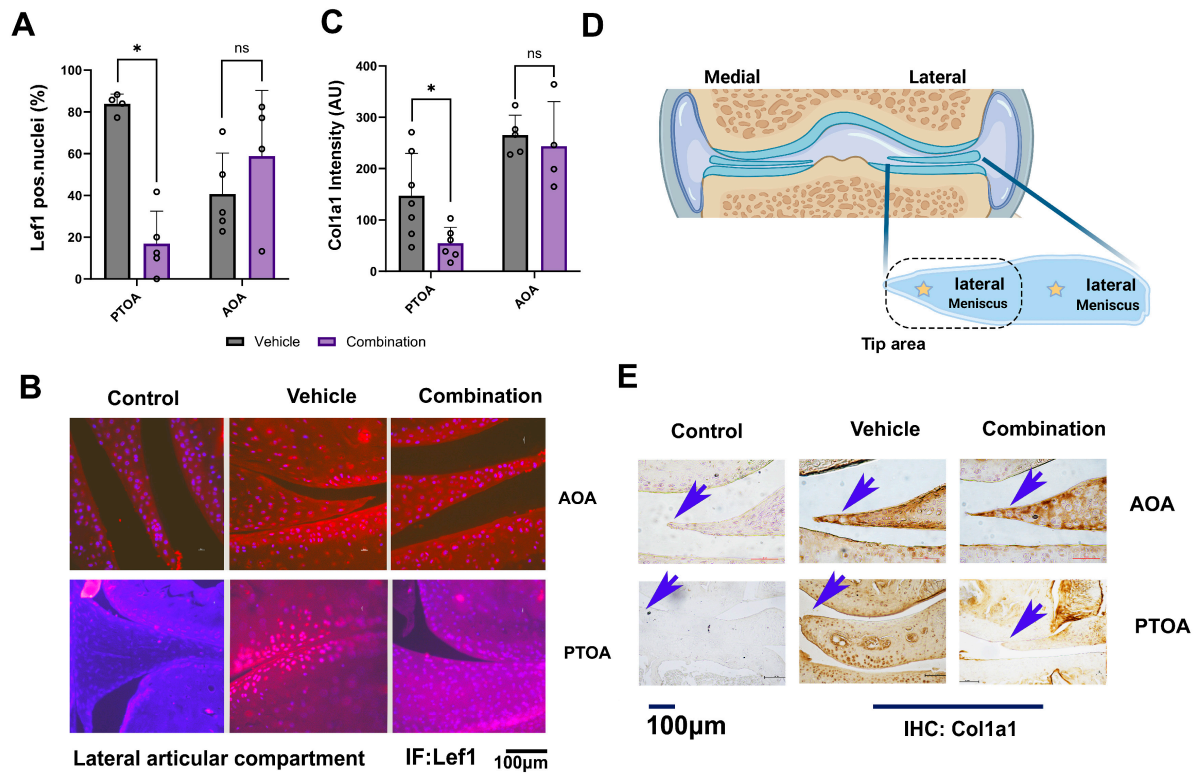 A
Lef1 pos.nuclei (%)
100
80
60
40
20
0
*
ns
PTOA
AOA
C
Col1a1 Intensity (AU)
400
300
200
100
0
*
ns
PTOA
AOA
Vehicle
Combination
D
Medial
Lateral
lateral
Meniscus
lateral
Meniscus
Tip area
B
Control
Vehicle
Combination
AOA
PTOA
Lateral articular compartment
IF:Lef1
100μm
E
Control
Vehicle
Combination
AOA
PTOA
100μm
IHC: Col1a1